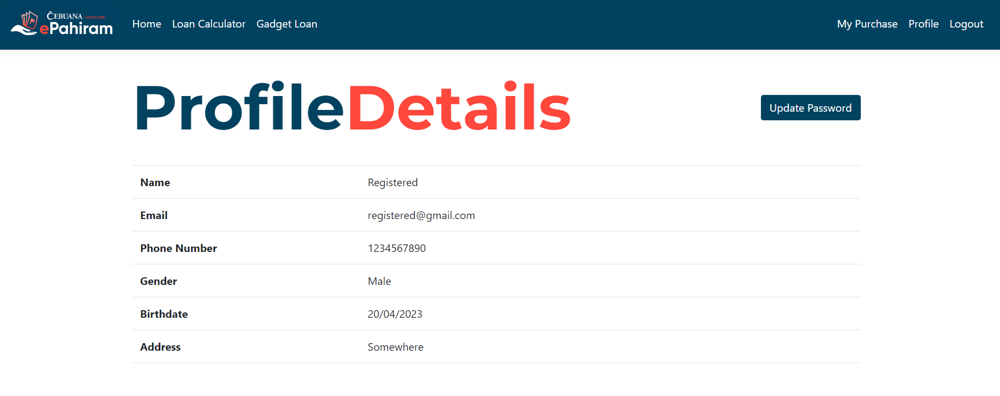 ČEBUANA LHUILLIER
ePahiram
Home Loan Calculator Gadget Loan My Purchase Profile Logout
ProfileDetails
Update Password
Name Registered
Email registered@gmail.com
Phone Number 1234567890
Gender Male
Birthdate 20/04/2023
Address Somewhere